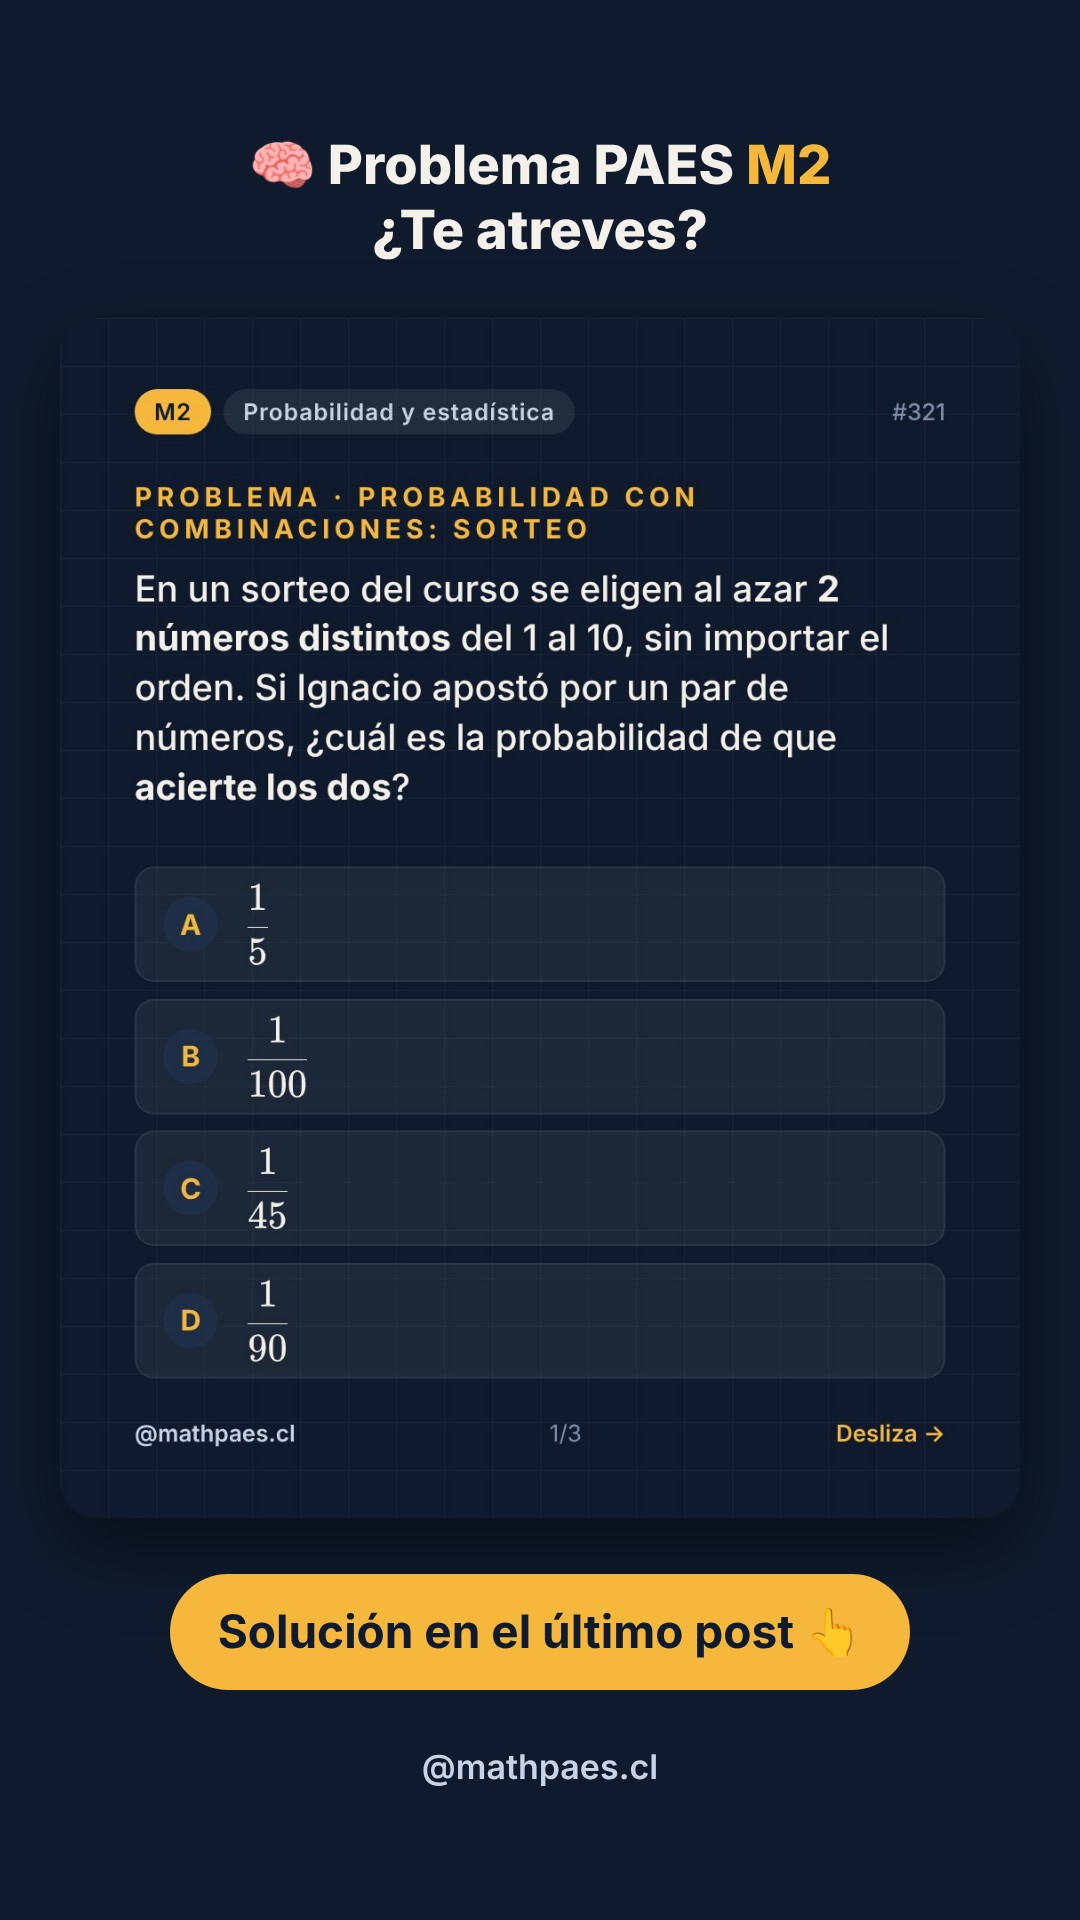 🧠 Problema PAES M2
¿Te atreves?
M2
Probabilidad y estadística
#321
PROBLEMA · PROBABILIDAD CON
COMBINACIONES: SORTEO
En un sorteo del curso se eligen al azar 2
números distintos del 1 al 10, sin importar el
orden. Si Ignacio apostó por un par de
números, ¿cuál es la probabilidad de que
acierte los dos?
A 1/5
B 1/100
C 1/45
D 1/90
@mathpaes.cl
1/3
Desliza →
Solución en el último post 👆
@mathpaes.cl